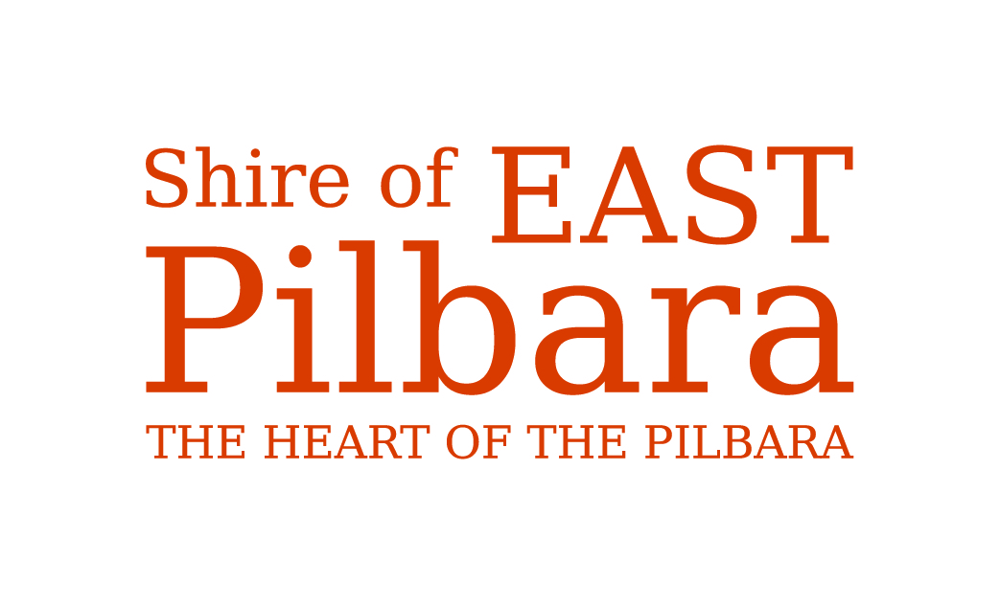 Shire of EAST
Pilbara
THE HEART OF THE PILBARA